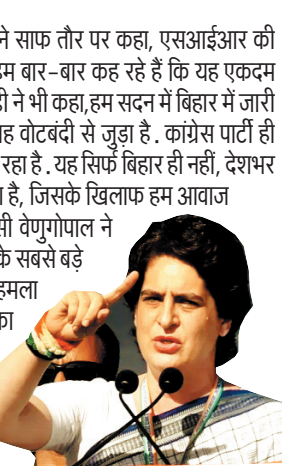 ने साफ तौर पर कहा, एसआईआर की
हम बार-बार कह रहे हैं कि यह एकदम
ने भी कहा,हम सदन में बिहार में जारी
वोटबंदी से जुड़ा है. कांग्रेस पार्टी ही
रहा है. यह सिर्फ बिहार ही नहीं, देशभर
है, जिसके खिलाफ हम आवाज
वेणुगोपाल ने
के सबसे बड़े
हमला
का